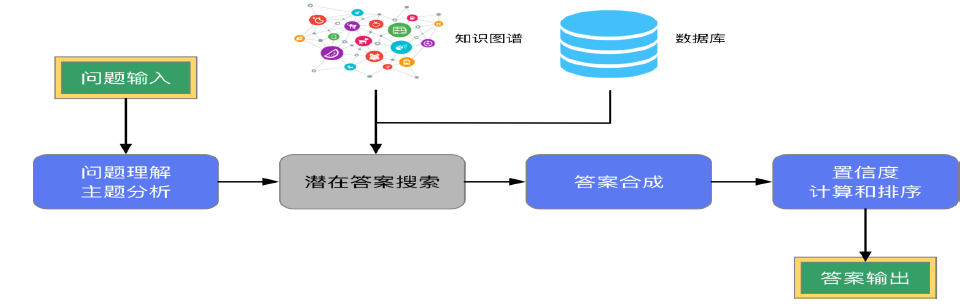 知识图谱
数据库
问题输入
问题理解
主题分析
潜在答案搜索
答案合成
置信度
计算和排序
答案输出